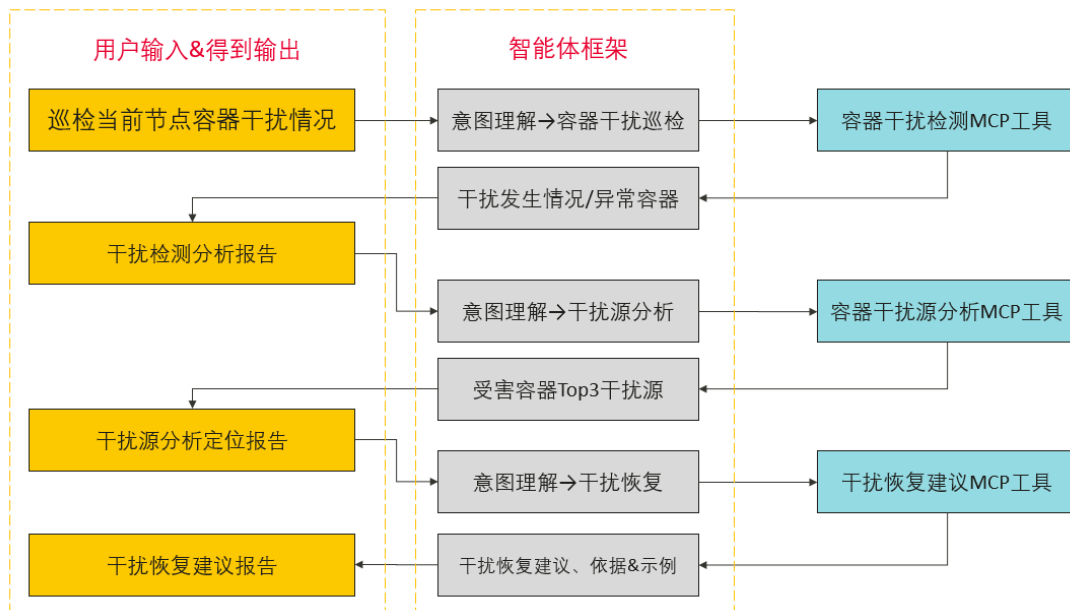 用户输入&得到输出
智能体框架
巡检当前节点容器干扰情况
意图理解→容器干扰巡检
容器干扰检测MCP工具
干扰发生情况/异常容器
干扰检测分析报告
意图理解→干扰源分析
容器干扰源分析MCP工具
受害容器Top3干扰源
干扰源分析定位报告
意图理解→干扰恢复
干扰恢复建议MCP工具
干扰恢复建议报告
干扰恢复建议、依据&示例